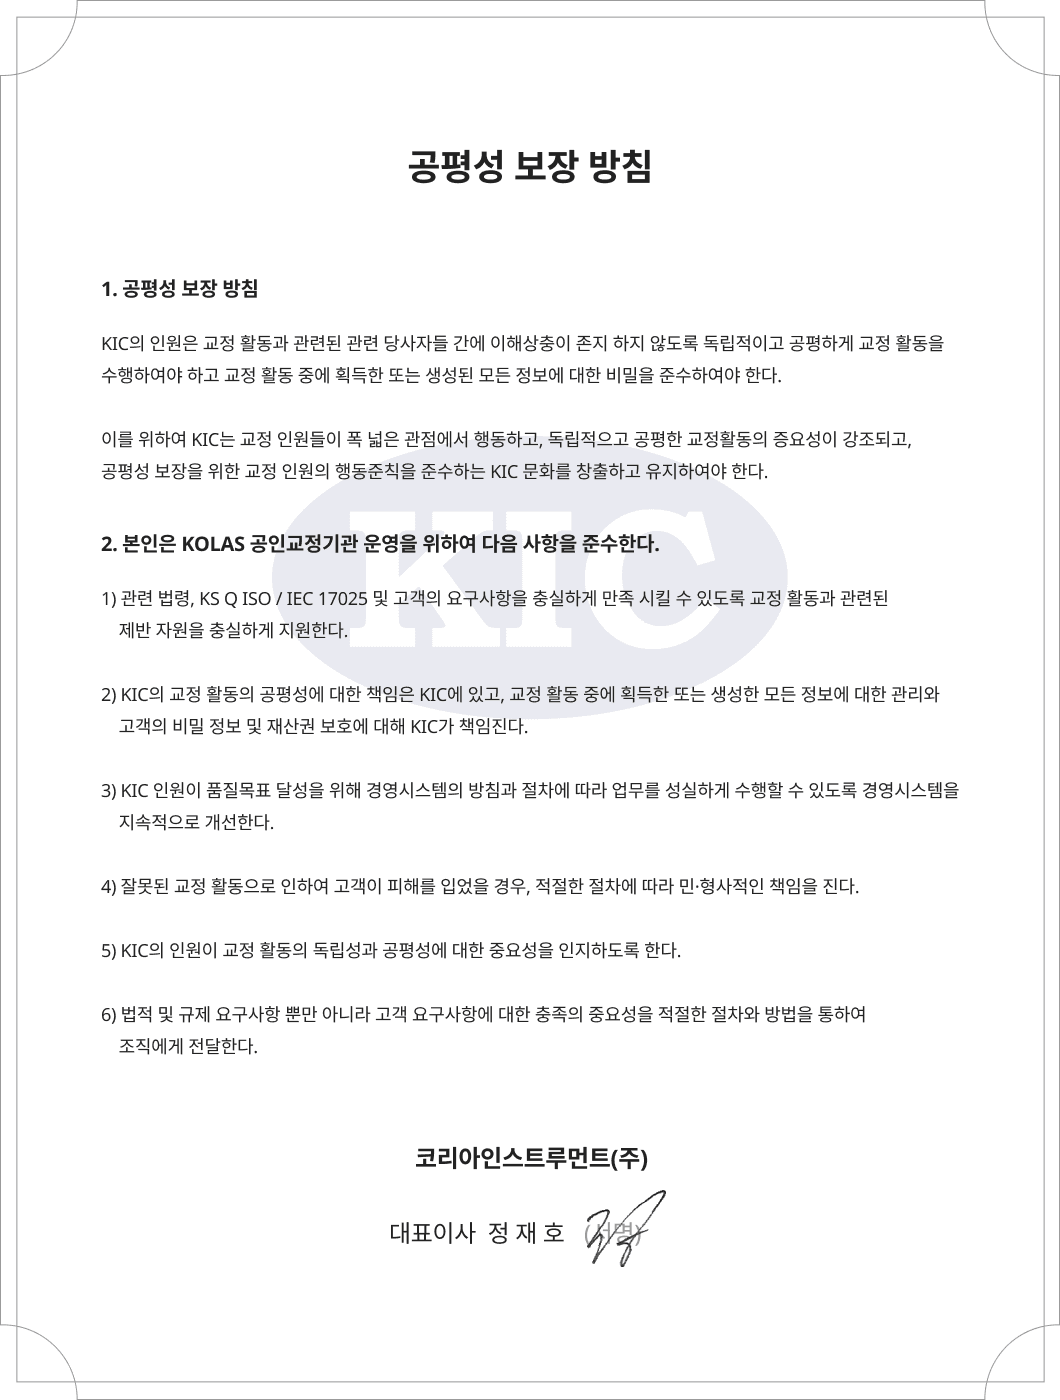 공평성 보장 방침
1. 공평성 보장 방침
KIC의 인원은 교정 활동과 관련된 관련 당사자들 간에 이해상충이 존지 하지 않도록 독립적이고 공평하게 교정 활동을
수행하여야 하고 교정 활동 중에 획득한 또는 생성된 모든 정보에 대한 비밀을 준수하여야 한다.
이를 위하여 KIC는 교정 인원들이 폭 넓은 관점에서 행동하고, 독립적으고 공평한 교정활동의 증요성이 강조되고,
공평성 보장을 위한 교정 인원의 행동준칙을 준수하는 KIC 문화를 창출하고 유지하여야 한다.
KIC
2. 본인은 KOLAS 공인교정기관 운영을 위하여 다음 사항을 준수한다.
1) 관련 법령, KS Q ISO / IEC 17025 및 고객의 요구사항을 충실하게 만족 시킬 수 있도록 교정 활동과 관련된
제반 자원을 충실하게 지원한다.
2) KIC의 교정 활동의 공평성에 대한 책임은 KIC에 있고, 교정 활동 중에 획득한 또는 생성한 모든 정보에 대한 관리와
고객의 비밀 정보 및 재산권 보호에 대해 KIC가 책임진다.
3) KIC 인원이 품질목표 달성을 위해 경영시스템의 방침과 절차에 따라 업무를 성실하게 수행할 수 있도록 경영시스템을
지속적으로 개선한다.
4) 잘못된 교정 활동으로 인하여 고객이 피해를 입었을 경우, 적절한 절차에 따라 민·형사적인 책임을 진다.
5) KIC의 인원이 교정 활동의 독립성과 공평성에 대한 중요성을 인지하도록 한다.
6) 법적 및 규제 요구사항 뿐만 아니라 고객 요구사항에 대한 충족의 중요성을 적절한 절차와 방법을 통하여
조직에게 전달한다.
코리아인스트루먼트(주)
대표이사 정 재 호 (서명)